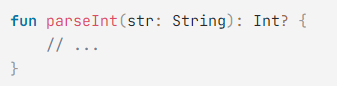 fun parseInt(str: String): Int? {
    // ...
}